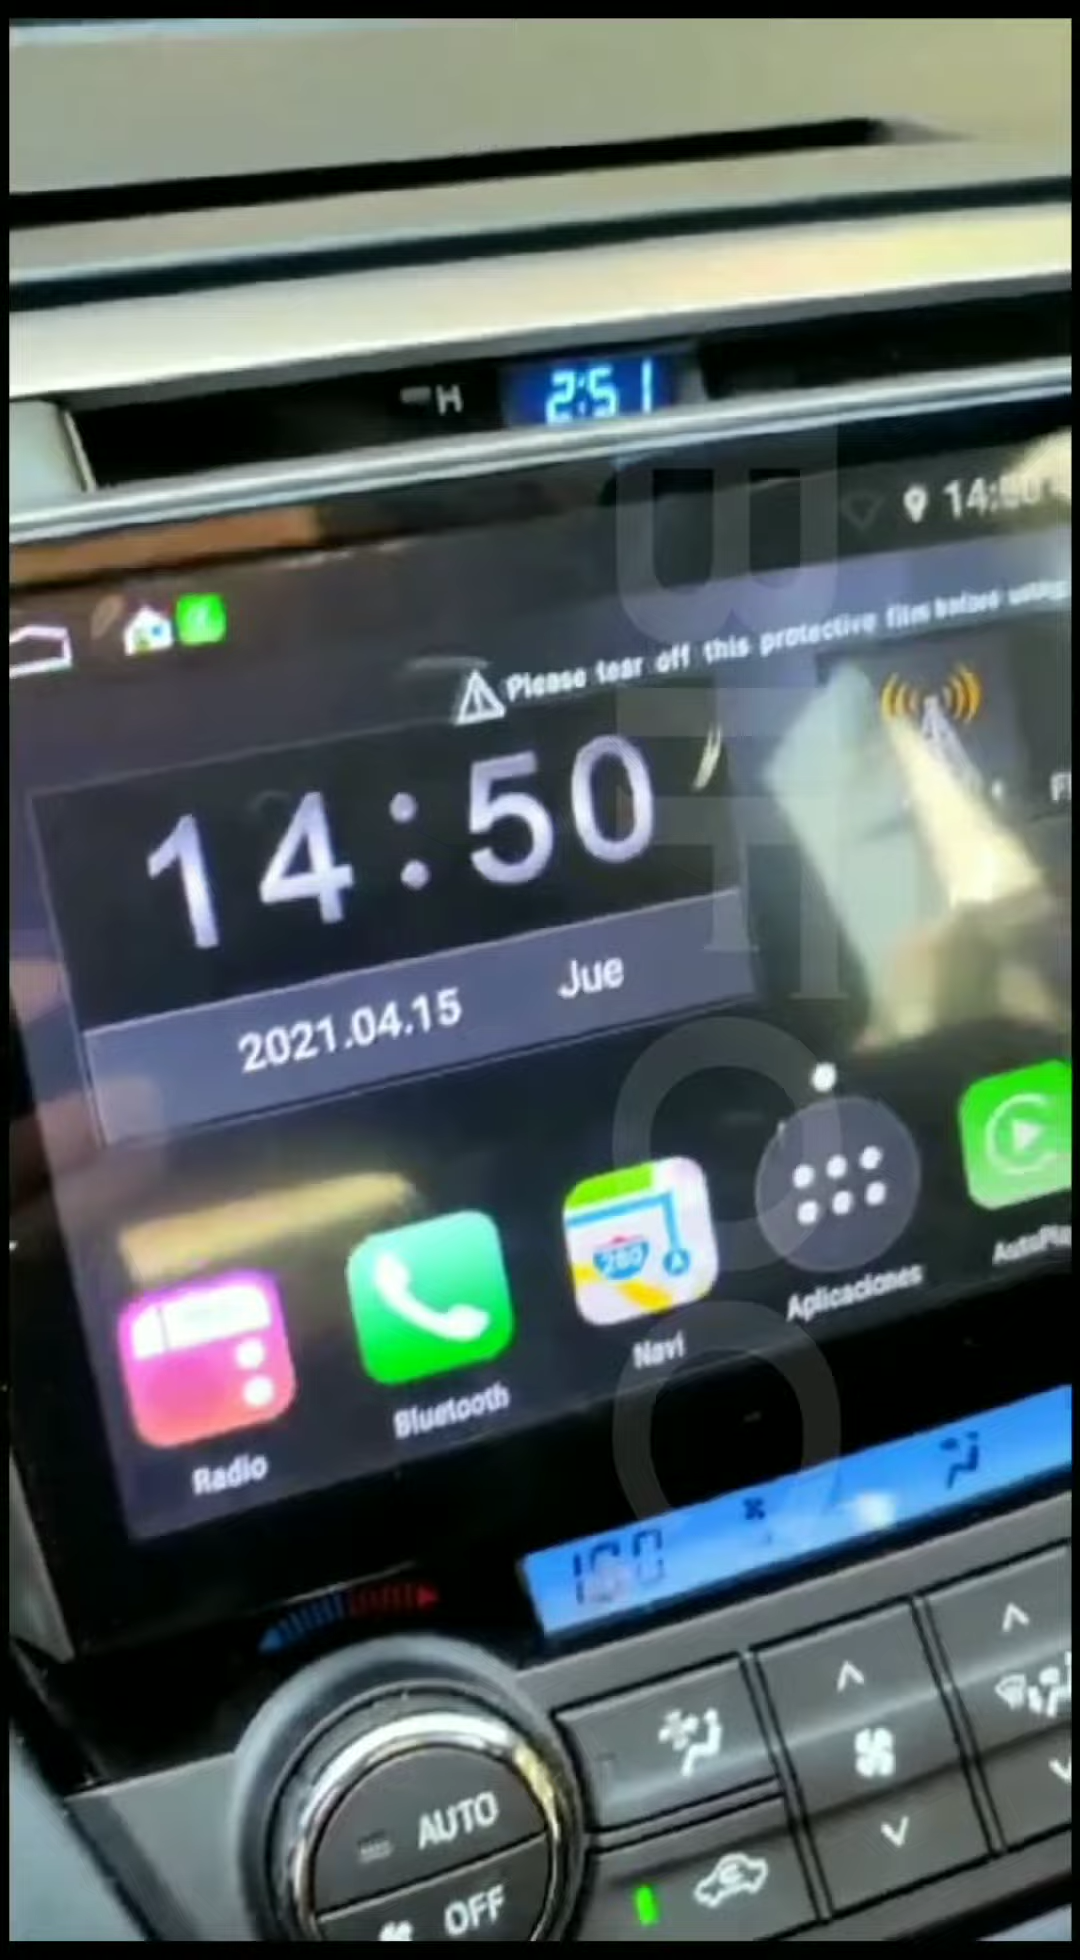 H
2:51
14:50
Please tear off this protective film before using
14:50
2021.04.15
Jue
Radio
Bluetooth
280
Navi
Aplicaciones
AUTO
OFF